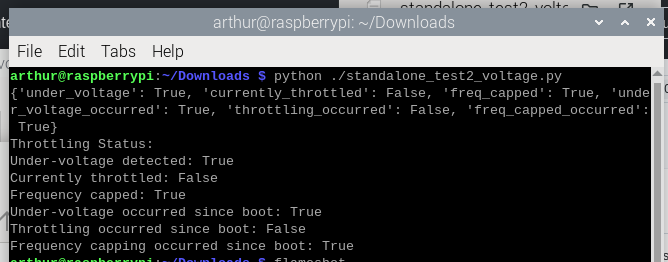 standalone_test2_volta
arthur@raspberrypi: ~/Downloads
File Edit Tabs Help
arthur@raspberrypi:~/Downloads $ python ./standalone_test2_voltage.py
{'under_voltage': True, 'currently_throttled': False, 'freq_capped': True, 'unde
r_voltage_occurred': True, 'throttling_occurred': False, 'freq_capped_occurred':
 True}
Throttling Status:
Under-voltage detected: True
Currently throttled: False
Frequency capped: True
Under-voltage occurred since boot: True
Throttling occurred since boot: False
Frequency capping occurred since boot: True
arthur@raspberrypi:~/Downloads $ flameshot